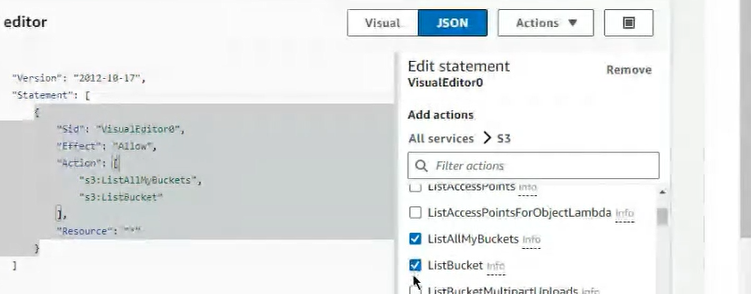 editor
Visual
JSON
Actions
"Version": "2012-10-17",
"Statement": [
{
"Sid": "VisualEditor0",
"Effect": "Allow",
"Action": [
"s3:ListAllMyBuckets",
"s3:ListBucket"
],
"Resource": "*"
}
]
Edit statement
Remove
VisualEditor0
Add actions
All services > S3
Filter actions
ListAccessPoints Info
ListAccessPointsForObjectLambda Info
ListAllMyBuckets Info
ListBucket Info
ListBucketMultipartUploads Info